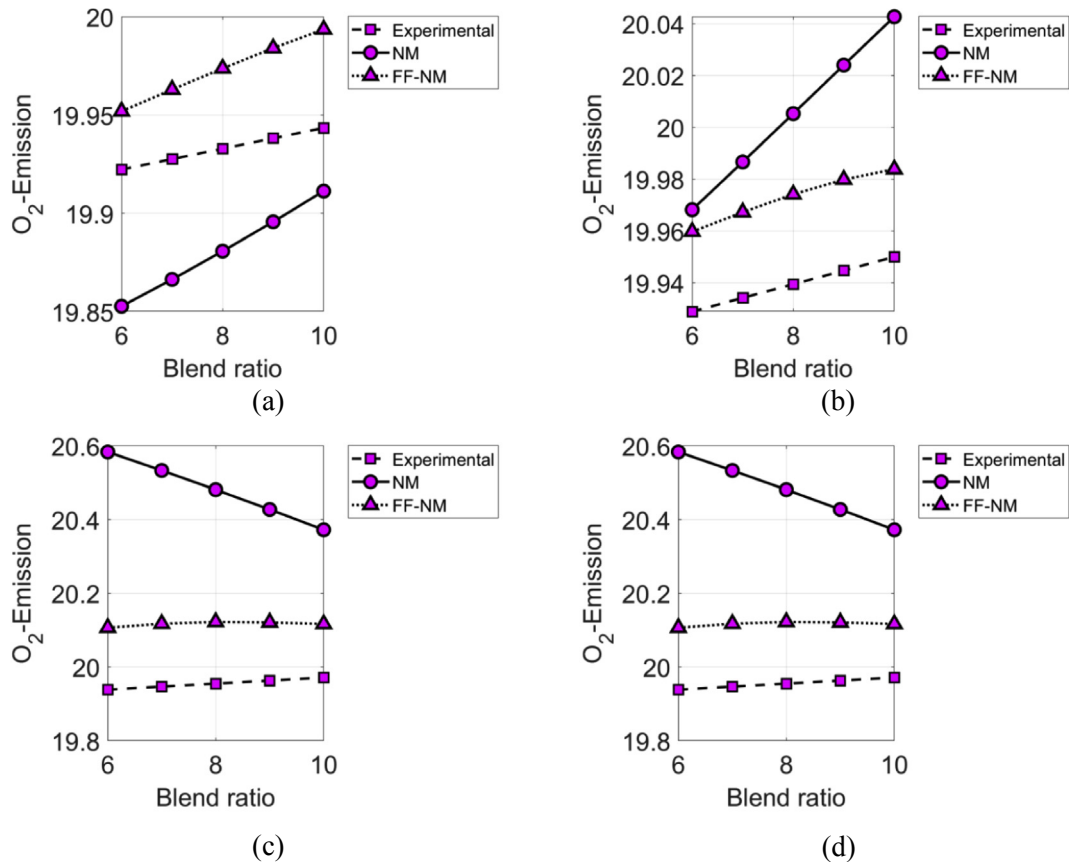 20
19.95
19.9
19.85
O2-Emission
6
8
10
Blend ratio
Experimental
NM
FF-NM
(a)
20.04
20.02
20
19.98
19.96
19.94
O2-Emission
6
8
10
Blend ratio
Experimental
NM
FF-NM
(b)
20.6
20.4
20.2
20
19.8
O2-Emission
6
8
10
Blend ratio
Experimental
NM
FF-NM
(c)
20.6
20.4
20.2
20
19.8
O2-Emission
6
8
10
Blend ratio
Experimental
NM
FF-NM
(d)